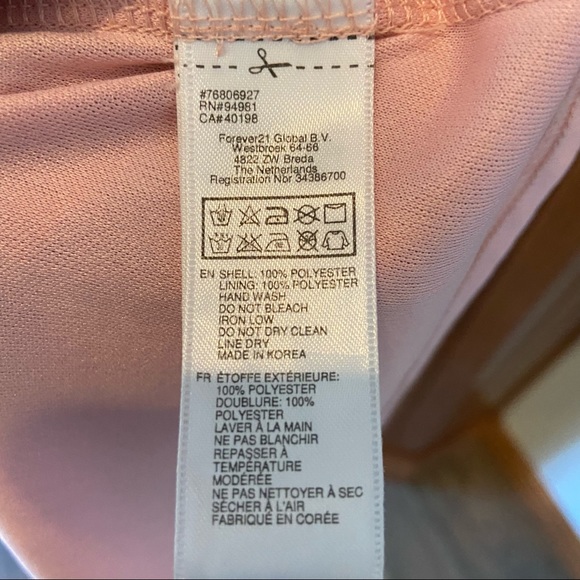 #76806927
RN#94981
CA#40198
Forever21 Global B.V.
Westbroek 64-66
4822 ZW Breda
The Netherlands
Registration Nbr 34386700
EN SHELL: 100% POLYESTER
LINING: 100% POLYESTER
HAND WASH
DO NOT BLEACH
IRON LOW
DO NOT DRY CLEAN
LINE DRY
MADE IN KOREA
FR ÉTOFFE EXTÉRIEURE:
100% POLYESTER
DOUBLURE: 100%
POLYESTER
LAVER À LA MAIN
NE PAS BLANCHIR
REPASSER À
TEMPÉRATURE
MODÉRÉE
NE PAS NETTOYER À SEC
SÉCHER À L'AIR
FABRIQUÉ EN CORÉE